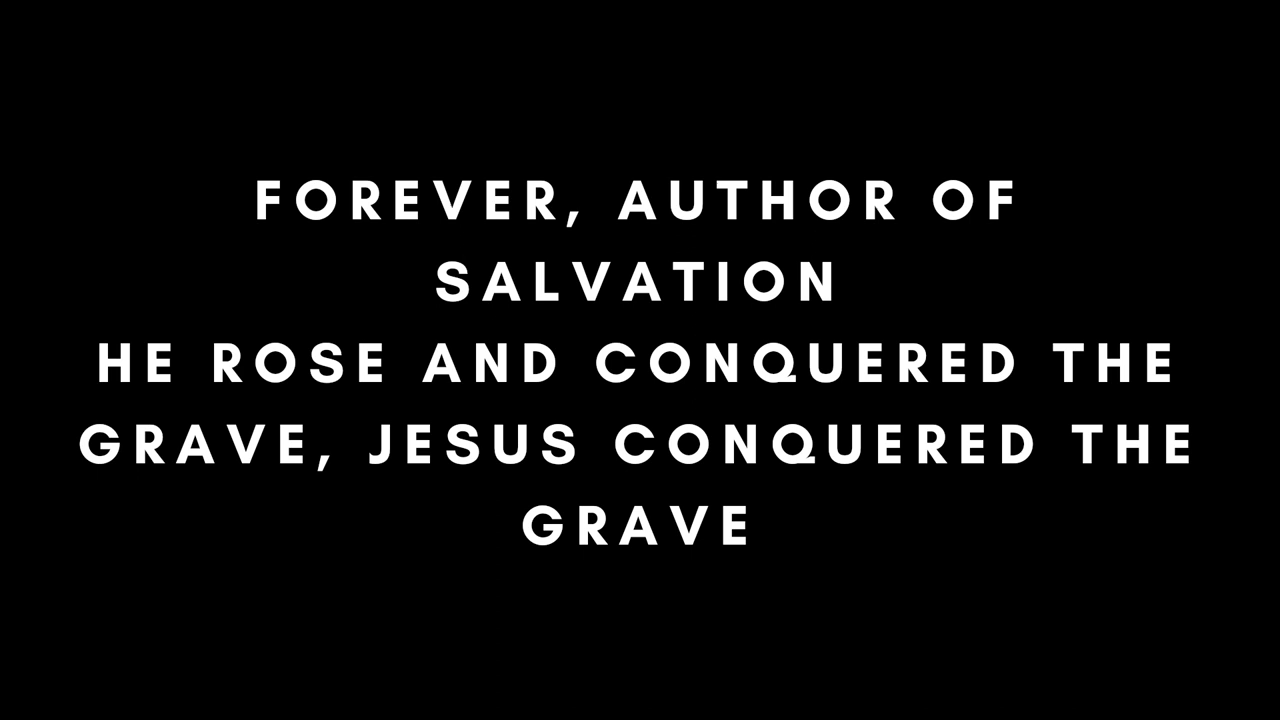 FOREVER, AUTHOR OF
SALVATION
HE ROSE AND CONQUERED THE
GRAVE, JESUS CONQUERED THE
GRAVE